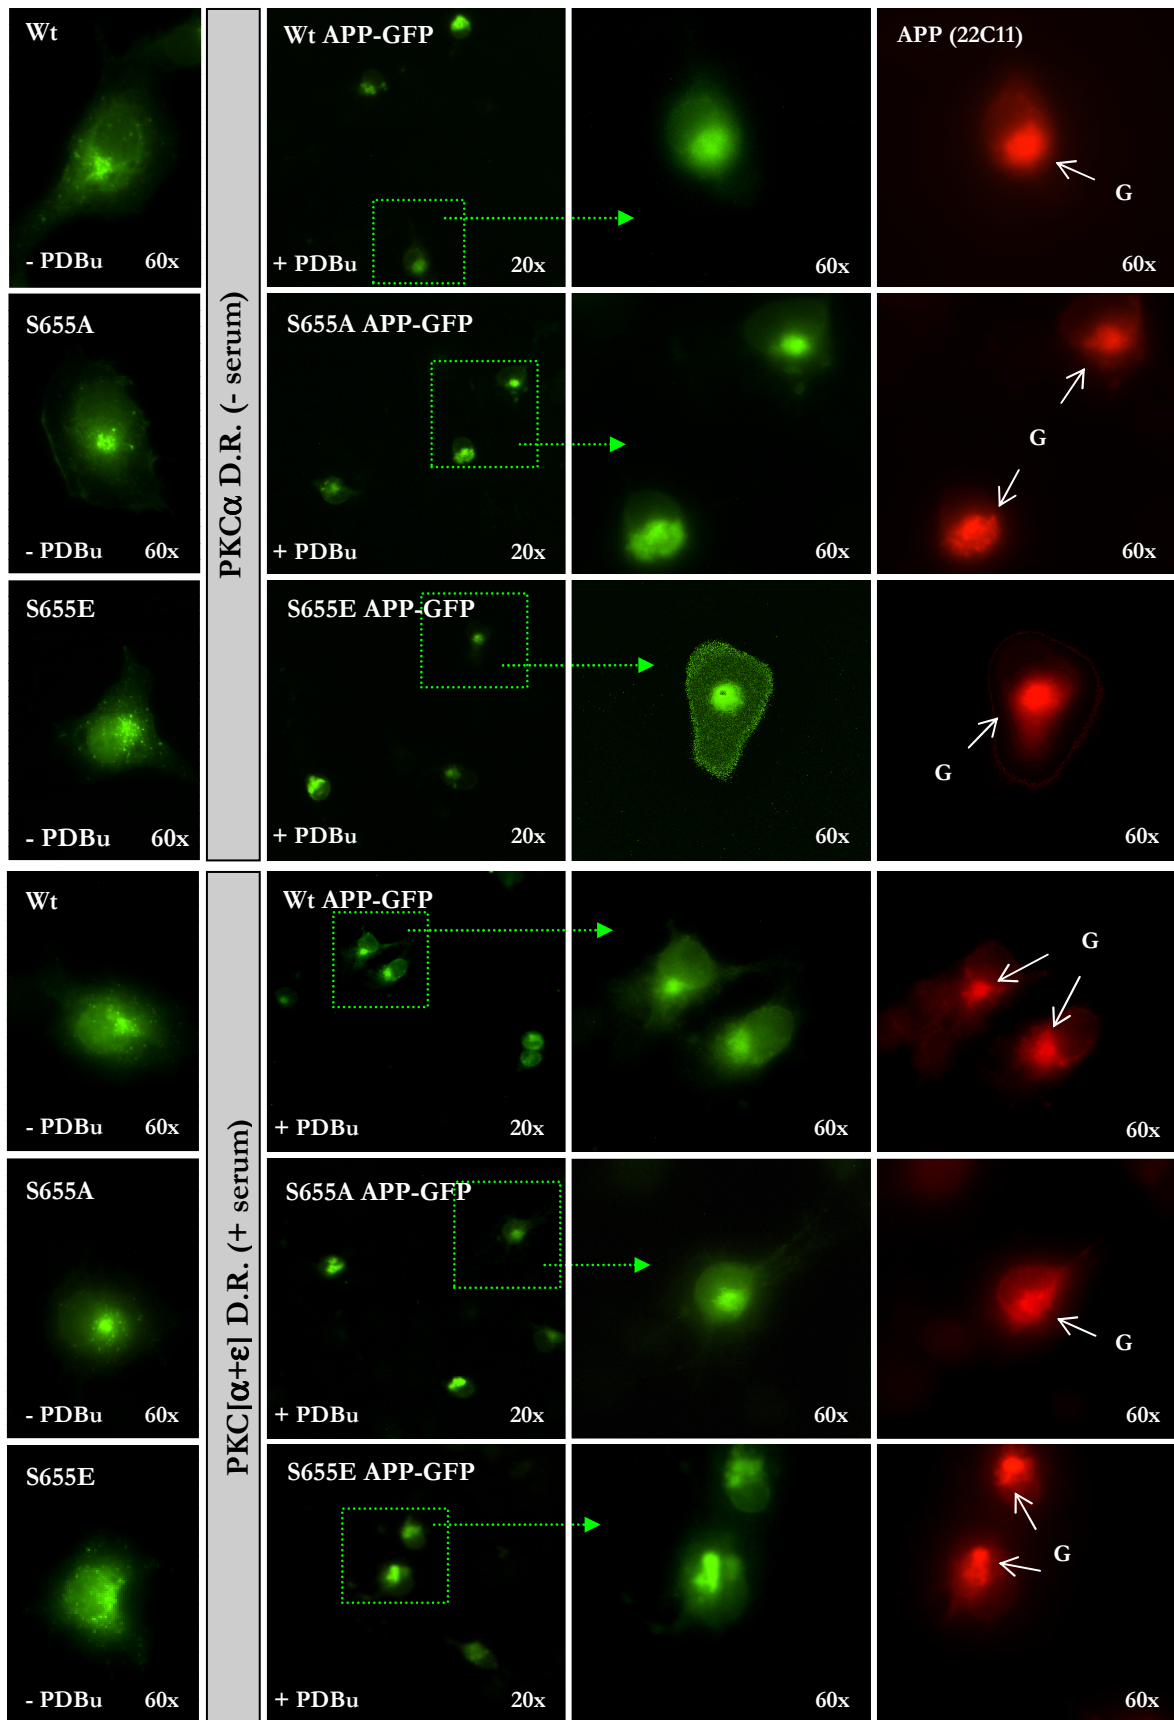 Wt
- PDBu 60x
Wt APP-GFP
+ PDBu 20x
60x
APP (22C11)
G
60x
PKCα D.R. (- serum)
S655A
- PDBu 60x
S655A APP-GFP
+ PDBu 20x
60x
G
60x
S655E
- PDBu 60x
S655E APP-GFP
+ PDBu 20x
60x
G
60x
Wt
- PDBu 60x
Wt APP-GFP
+ PDBu 20x
60x
G
60x
PKC[α+ε] D.R. (+ serum)
S655A
- PDBu 60x
S655A APP-GFP
+ PDBu 20x
60x
G
60x
S655E
- PDBu 60x
S655E APP-GFP
+ PDBu 20x
60x
G
60x